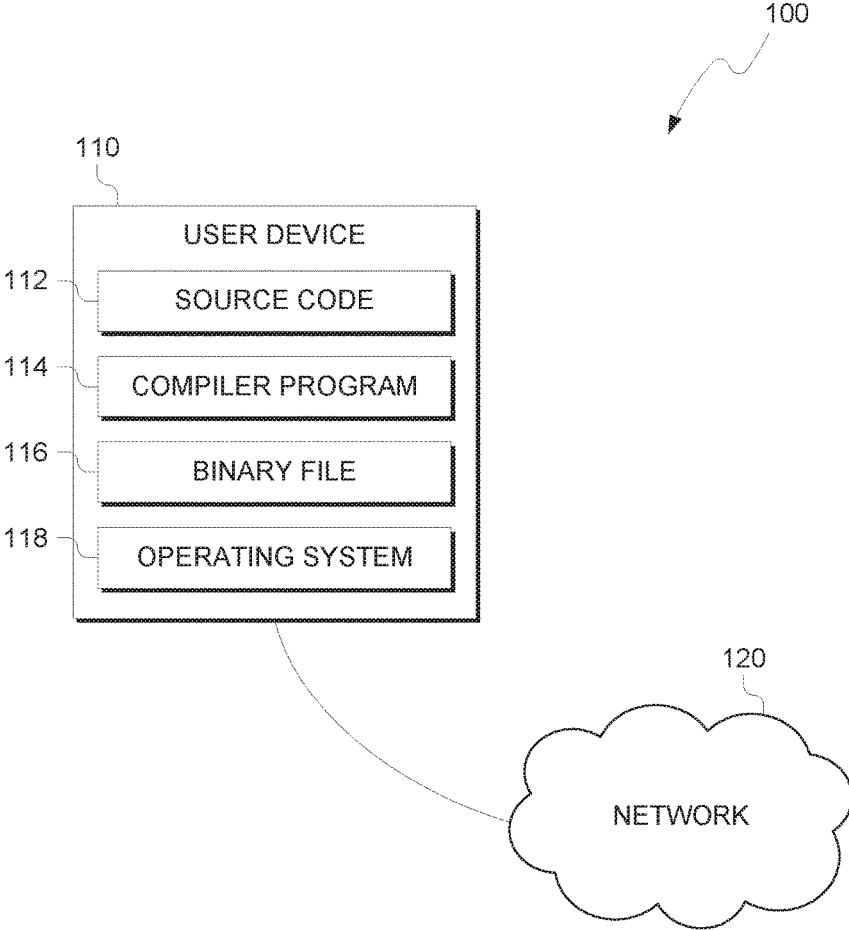 100
110
USER DEVICE
112
SOURCE CODE
114
COMPILER PROGRAM
116
BINARY FILE
118
OPERATING SYSTEM
120
NETWORK